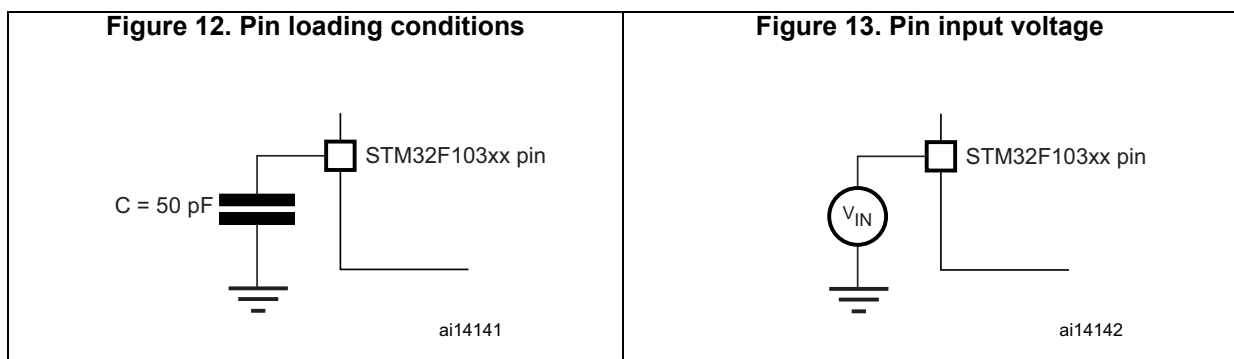 Figure 12. Pin loading conditions
STM32F103xx pin
C = 50 pF
ai14141
Figure 13. Pin input voltage
STM32F103xx pin
VIN
ai14142